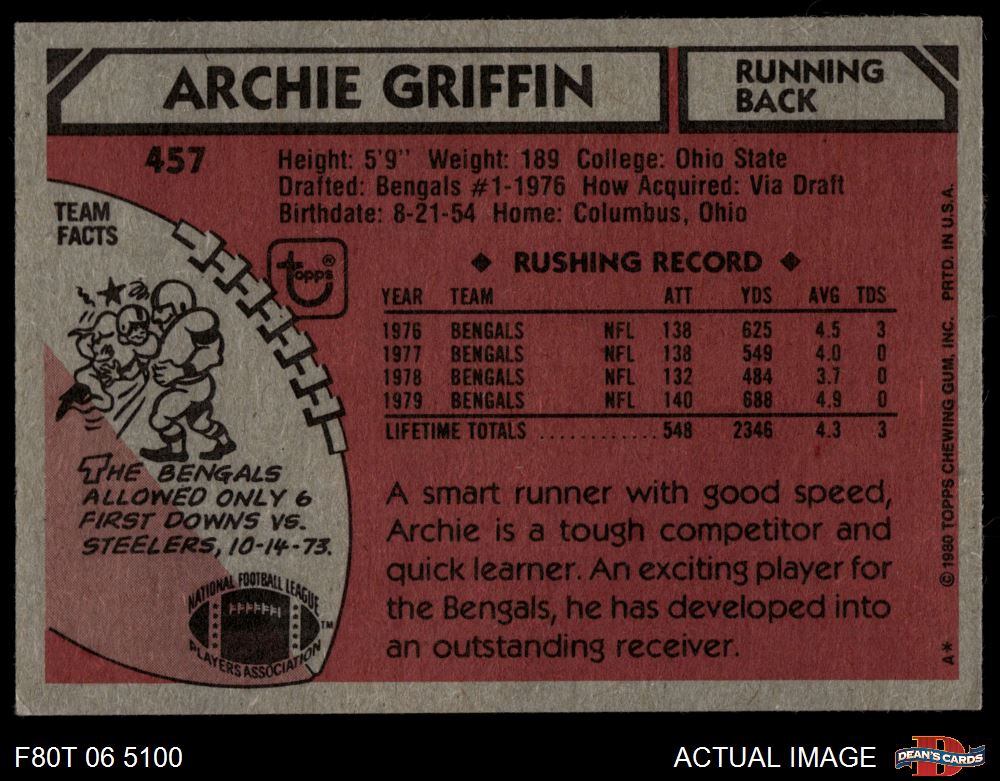 ARCHIE GRIFFIN
RUNNING
BACK
457
Height: 5'9" Weight: 189 College: Ohio State
Drafted: Bengals #1-1976 How Acquired: Via Draft
Birthdate: 8-21-54 Home: Columbus, Ohio
TEAM
FACTS
topps®
◆ RUSHING RECORD ◆
YEAR TEAM ATT YDS AVG TDS
1976 BENGALS NFL 138 625 4.5 3
1977 BENGALS NFL 138 549 4.0 0
1978 BENGALS NFL 132 484 3.7 0
1979 BENGALS NFL 140 688 4.9 0
LIFETIME TOTALS ............ 548 2346 4.3 3
THE BENGALS
ALLOWED ONLY 6
FIRST DOWNS VS.
STEELERS, 10-14-73.
NATIONAL FOOTBALL LEAGUE
PLAYERS ASSOCIATION
TM
A smart runner with good speed,
Archie is a tough competitor and
quick learner. An exciting player for
the Bengals, he has developed into
an outstanding receiver.
A* © 1980 TOPPS CHEWING GUM, INC. PRTD. IN U.S.A.
F80T 06 5100
ACTUAL IMAGE
D
DEAN'S CARDS